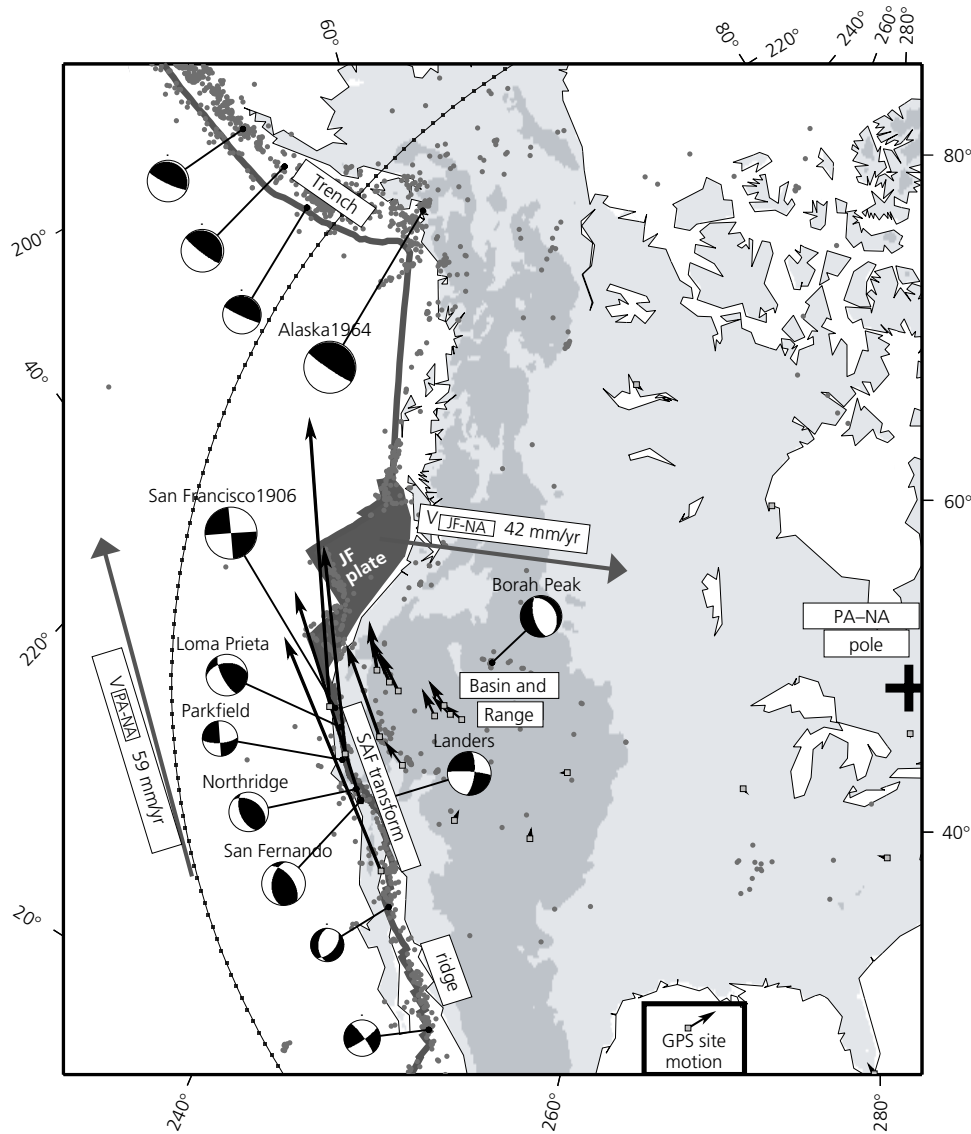 60°
80°
220°
240°
260°
280°
80°
Trench
200°
Alaska1964
40°
San Francisco1906
60°
V JF-NA 42 mm/yr
JF
plate
Borah Peak
PA–NA
pole
220°
Loma Prieta
Basin and
Range
V PA-NA 59 mm/yr
Parkfield
Landers
SAF transform
Northridge
40°
San Fernando
20°
ridge
GPS site
motion
240°
260°
280°